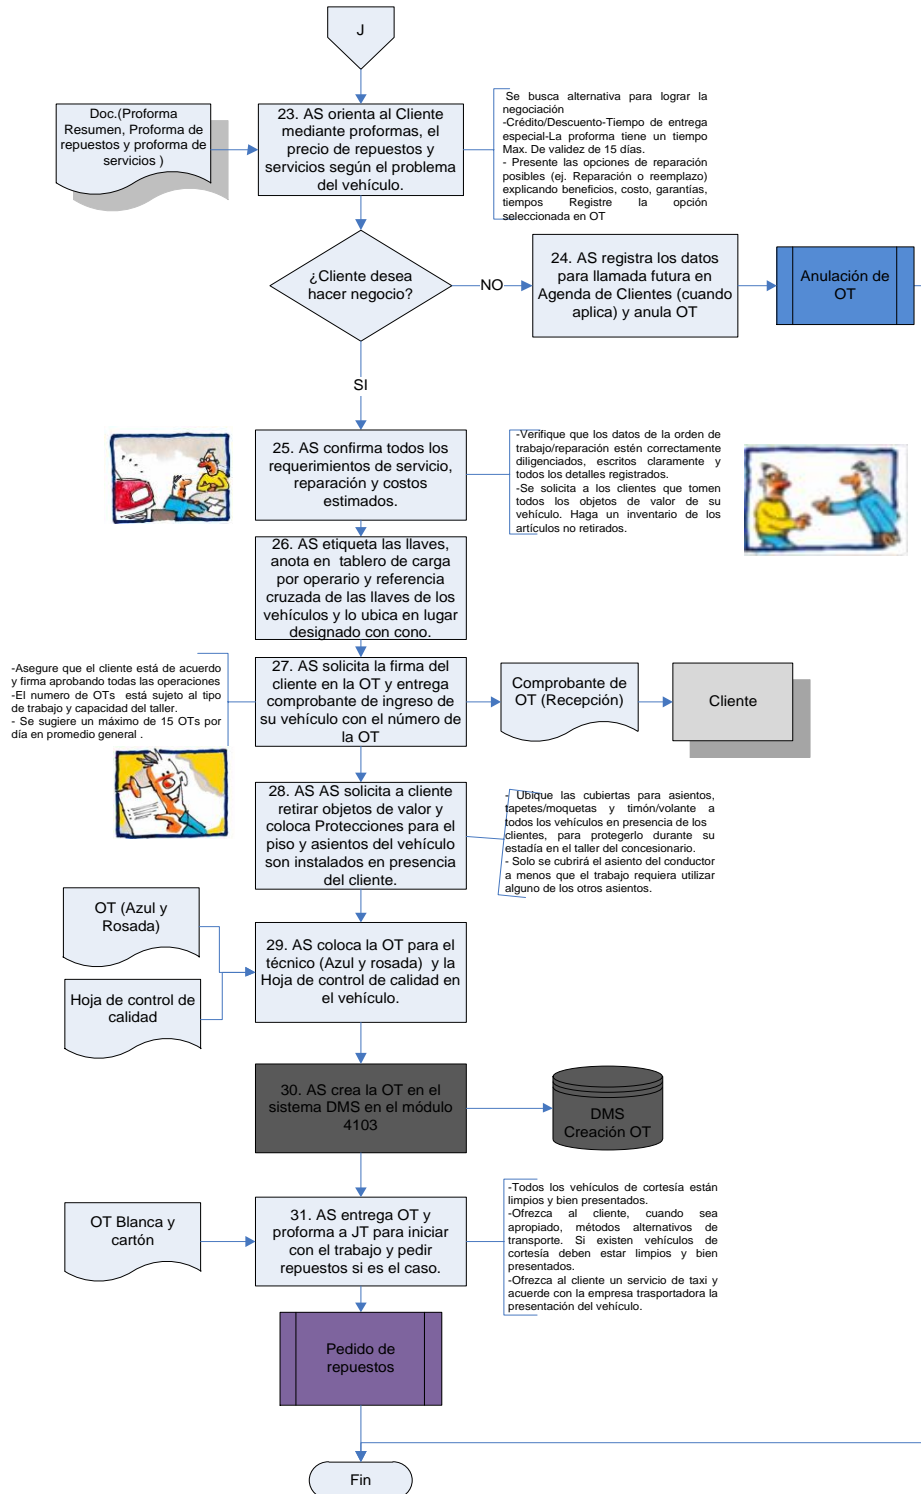 J
Doc.(Proforma
Resumen, Proforma de
repuestos y proforma de
servicios )
23. AS orienta al Cliente
mediante proformas, el
precio de repuestos y
servicios según el problema
del vehículo.
Se busca alternativa para lograr la
negociación
-Crédito/Descuento-Tiempo de entrega
especial-La proforma tiene un tiempo
Max. De validez de 15 días.
- Presente las opciones de reparación
posibles (ej. Reparación o reemplazo)
explicando beneficios, costo, garantías,
tiempos Registre la opción
seleccionada en OT
¿Cliente desea
hacer negocio?
NO
24. AS registra los datos
para llamada futura en
Agenda de Clientes (cuando
aplica) y anula OT
Anulación de
OT
SI
25. AS confirma todos los
requerimientos de servicio,
reparación y costos
estimados.
-Verifique que los datos de la orden de
trabajo/reparación estén correctamente
diligenciados, escritos claramente y
todos los detalles registrados.
-Se solicita a los clientes que tomen
todos los objetos de valor de su
vehículo. Haga un inventario de los
artículos no retirados.
26. AS etiqueta las llaves,
anota en tablero de carga
por operario y referencia
cruzada de las llaves de los
vehículos y lo ubica en lugar
designado con cono.
-Asegure que el cliente está de acuerdo
y firma aprobando todas las operaciones
-El numero de OTs está sujeto al tipo
de trabajo y capacidad del taller.
- Se sugiere un máximo de 15 OTs por
día en promedio general .
27. AS solicita la firma del
cliente en la OT y entrega
comprobante de ingreso de
su vehículo con el número de
la OT
Comprobante de
OT (Recepción)
Cliente
28. AS AS solicita a cliente
retirar objetos de valor y
coloca Protecciones para el
piso y asientos del vehículo
son instalados en presencia
del cliente.
- Ubique las cubiertas para asientos,
tapetes/moquetas y timón/volante a
todos los vehículos en presencia de los
clientes, para protegerlo durante su
estadía en el taller del concesionario.
- Solo se cubrirá el asiento del conductor
a menos que el trabajo requiera utilizar
alguno de los otros asientos.
OT (Azul y
Rosada)
Hoja de control de
calidad
29. AS coloca la OT para el
técnico (Azul y rosada) y la
Hoja de control de calidad en
el vehículo.
30. AS crea la OT en el
sistema DMS en el módulo
4103
DMS
Creación OT
OT Blanca y
cartón
31. AS entrega OT y
proforma a JT para iniciar
con el trabajo y pedir
repuestos si es el caso.
-Todos los vehículos de cortesía están
limpios y bien presentados.
-Ofrezca al cliente, cuando sea
apropiado, métodos alternativos de
transporte. Si existen vehículos de
cortesía deben estar limpios y bien
presentados.
-Ofrezca al cliente un servicio de taxi y
acuerde con la empresa trasportadora la
presentación del vehículo.
Pedido de
repuestos
Fin